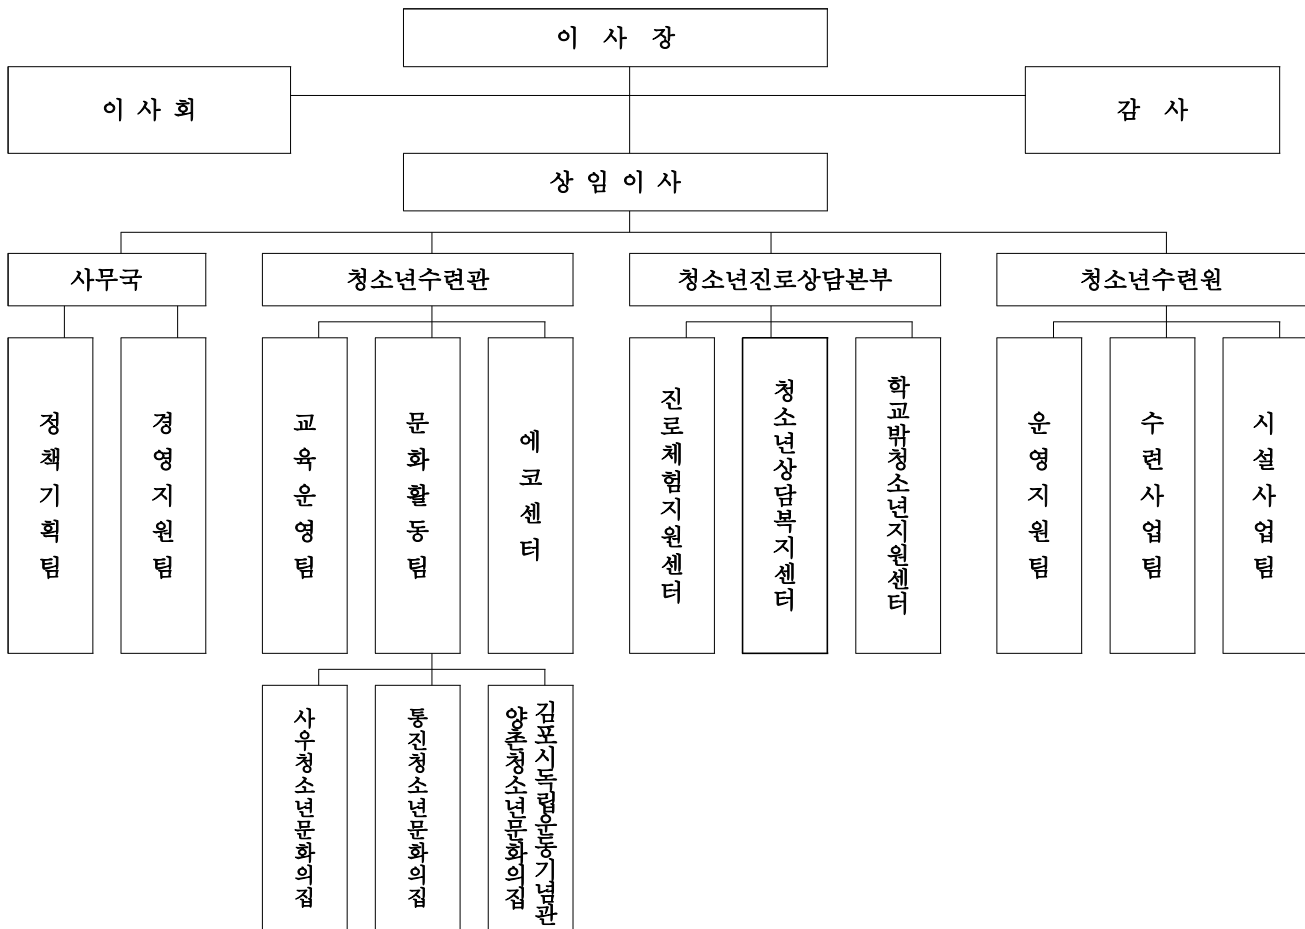 이 사 장
이 사 회
감 사
상 임 이 사
사무국
청소년수련관
청소년진로상담본부
청소년수련원
정책기획팀
경영지원팀
교육운영팀
문화활동팀
에코센터
진로체험지원센터
청소년상담복지센터
학교밖청소년지원센터
운영지원팀
수련사업팀
시설사업팀
사우청소년문화의집
통진청소년문화의집
김포시독립운동기념관
양촌청소년문화의집